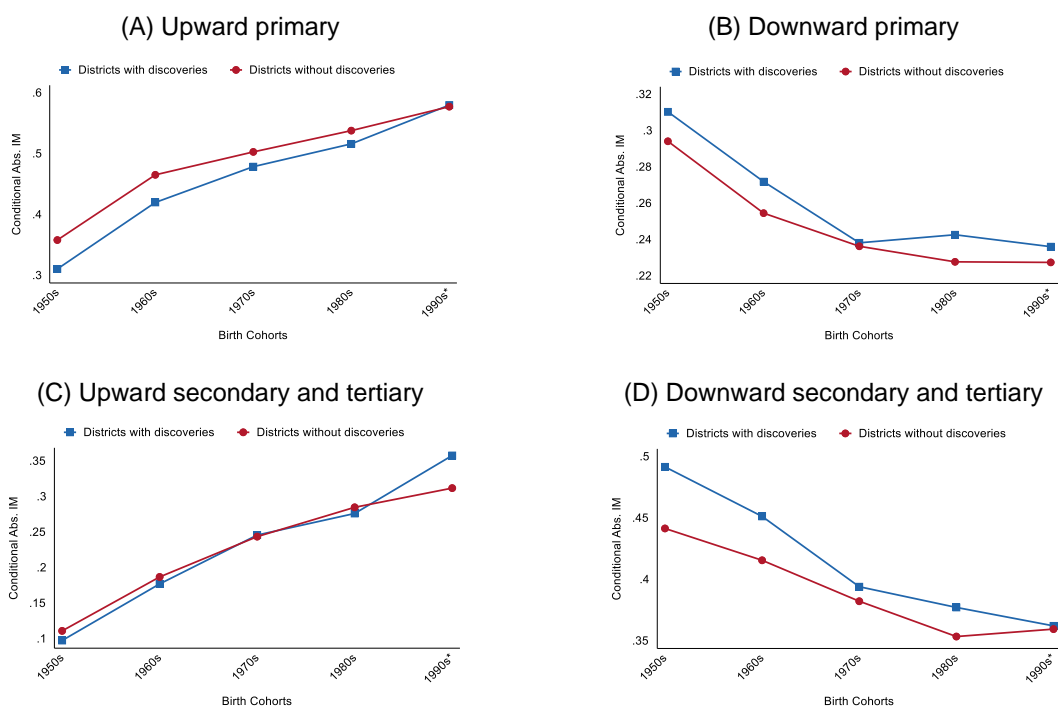 (A) Upward primary
Districts with discoveries Districts without discoveries
Conditional Abs. IM
.6
.5
.4
.3
1950s 1960s 1970s 1980s 1990s*
Birth Cohorts
(B) Downward primary
Districts with discoveries Districts without discoveries
Conditional Abs. IM
.32
.3
.28
.26
.24
.22
1950s 1960s 1970s 1980s 1990s*
Birth Cohorts
(C) Upward secondary and tertiary
Districts with discoveries Districts without discoveries
Conditional Abs. IM
.35
.3
.25
.2
.15
.1
1950s 1960s 1970s 1980s 1990s*
Birth Cohorts
(D) Downward secondary and tertiary
Districts with discoveries Districts without discoveries
Conditional Abs. IM
.5
.45
.4
.35
1950s 1960s 1970s 1980s 1990s*
Birth Cohorts